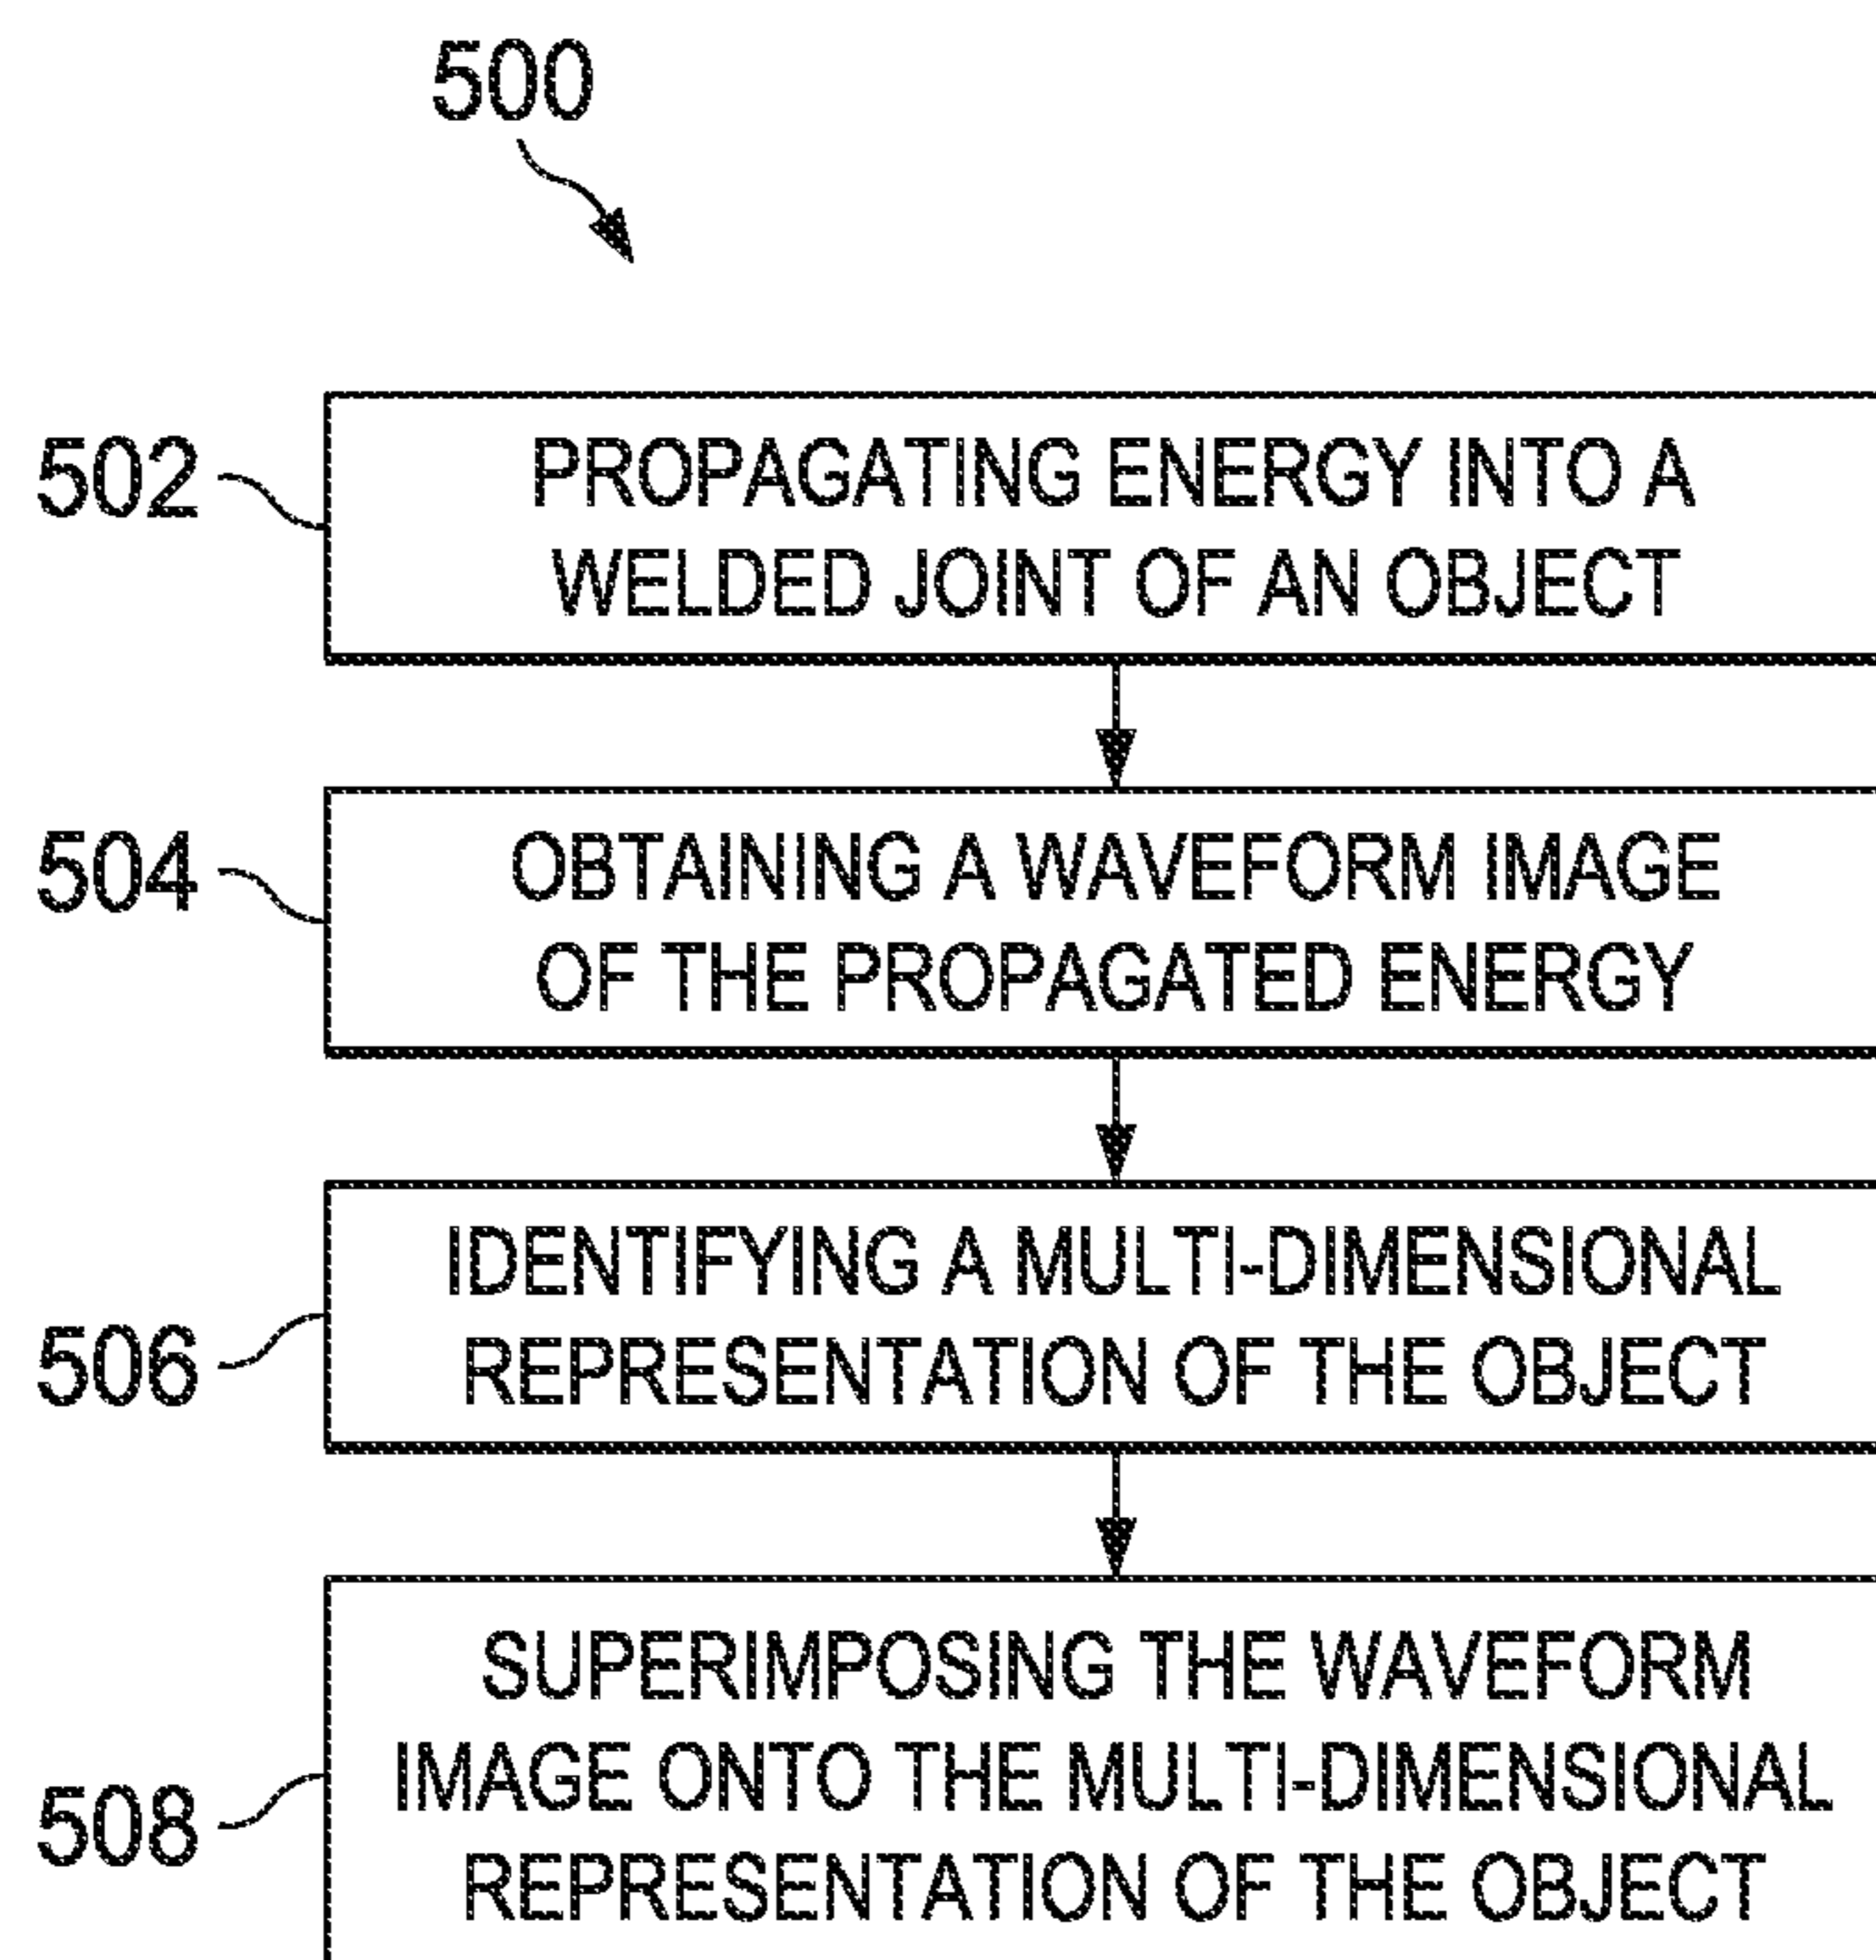 500
502
PROPAGATING ENERGY INTO A
WELDED JOINT OF AN OBJECT
504
OBTAINING A WAVEFORM IMAGE
OF THE PROPAGATED ENERGY
506
IDENTIFYING A MULTI-DIMENSIONAL
REPRESENTATION OF THE OBJECT
508
SUPERIMPOSING THE WAVEFORM
IMAGE ONTO THE MULTI-DIMENSIONAL
REPRESENTATION OF THE OBJECT